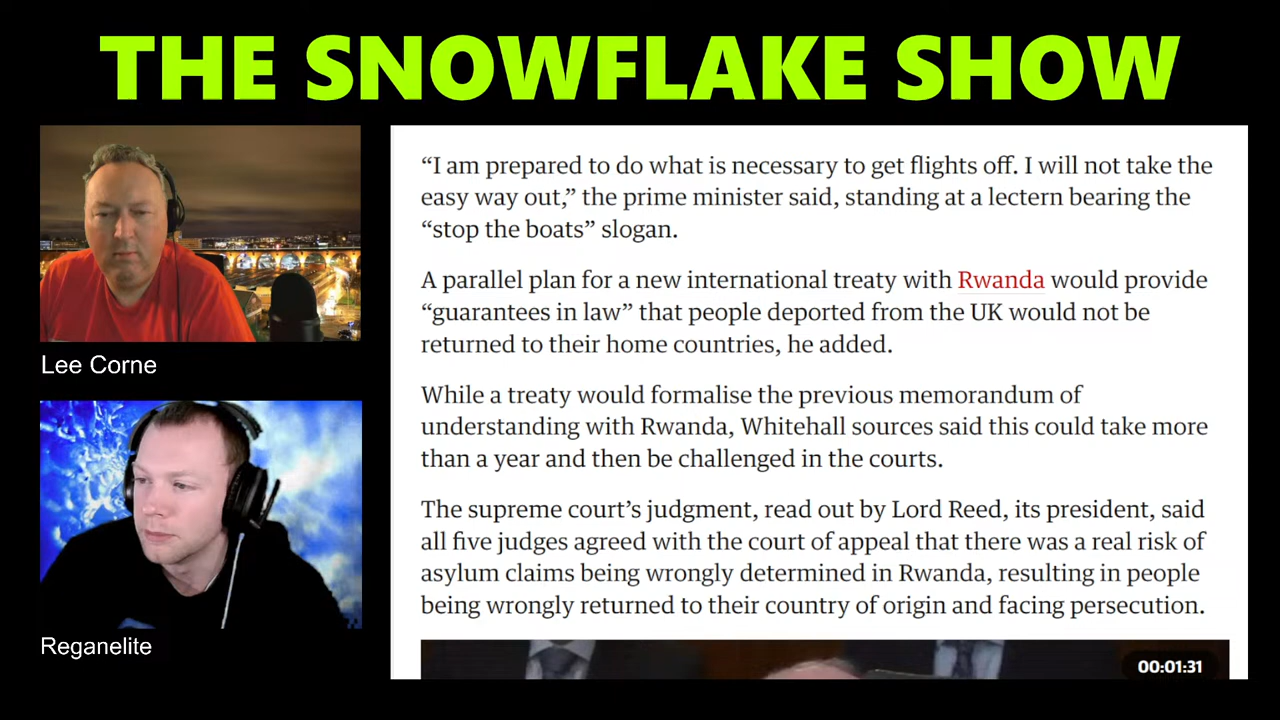 THE SNOWFLAKE SHOW
Lee Corne
Reganelite
“I am prepared to do what is necessary to get flights off. I will not take the
easy way out,” the prime minister said, standing at a lectern bearing the
“stop the boats” slogan.
A parallel plan for a new international treaty with Rwanda would provide
“guarantees in law” that people deported from the UK would not be
returned to their home countries, he added.
While a treaty would formalise the previous memorandum of
understanding with Rwanda, Whitehall sources said this could take more
than a year and then be challenged in the courts.
The supreme court’s judgment, read out by Lord Reed, its president, said
all five judges agreed with the court of appeal that there was a real risk of
asylum claims being wrongly determined in Rwanda, resulting in people
being wrongly returned to their country of origin and facing persecution.
00:01:31